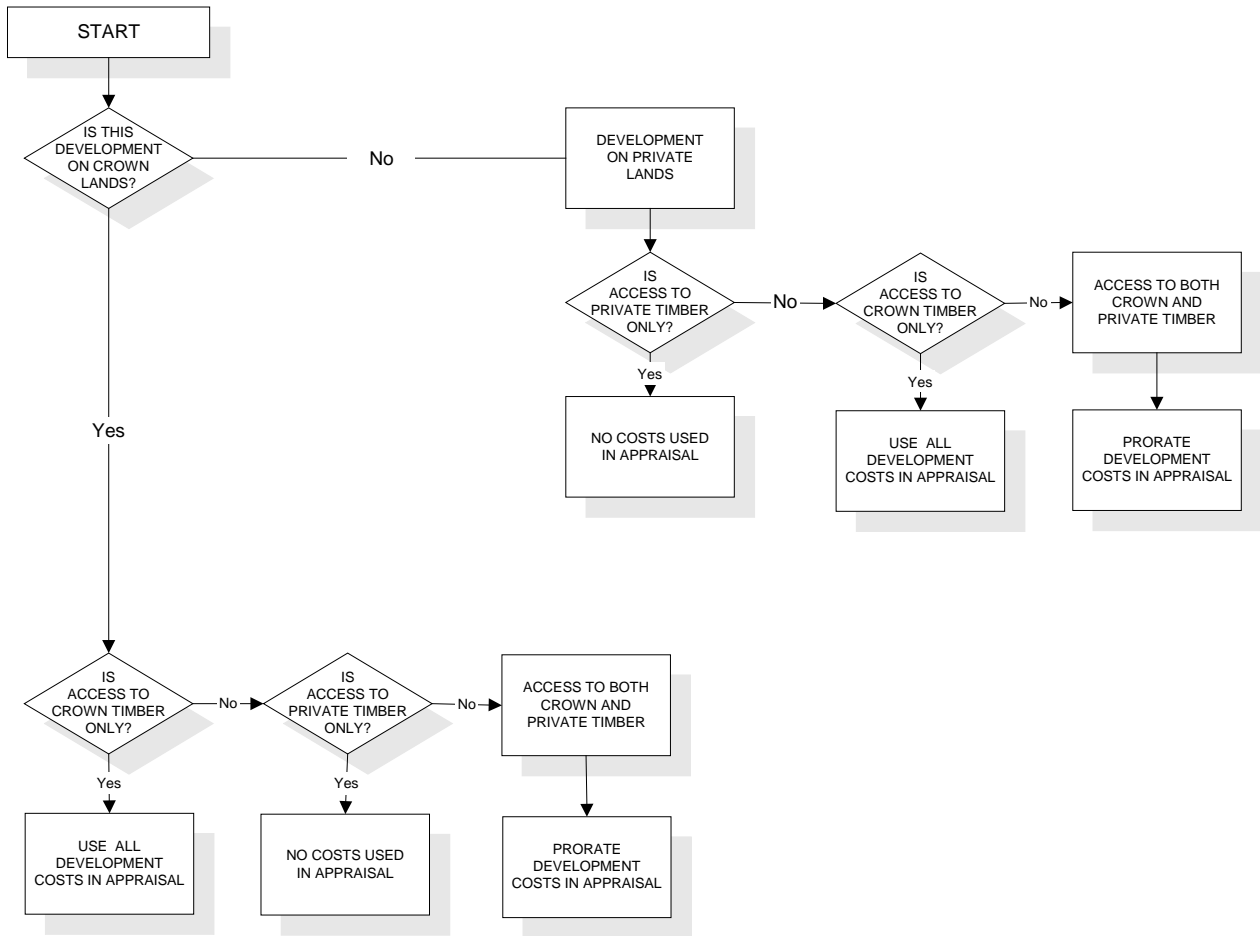 START
IS THIS
DEVELOPMENT
ON CROWN
LANDS?
No
DEVELOPMENT
ON PRIVATE
LANDS
IS
ACCESS TO
PRIVATE TIMBER
ONLY?
No
IS
ACCESS TO
CROWN TIMBER
ONLY?
No
ACCESS TO BOTH
CROWN AND
PRIVATE TIMBER
Yes
NO COSTS USED
IN APPRAISAL
Yes
USE ALL
DEVELOPMENT
COSTS IN APPRAISAL
PRORATE
DEVELOPMENT
COSTS IN APPRAISAL
Yes
IS
ACCESS TO
CROWN TIMBER
ONLY?
No
IS
ACCESS TO
PRIVATE TIMBER
ONLY?
No
ACCESS TO BOTH
CROWN AND
PRIVATE TIMBER
Yes
USE ALL
DEVELOPMENT
COSTS IN APPRAISAL
Yes
NO COSTS USED
IN APPRAISAL
PRORATE
DEVELOPMENT
COSTS IN APPRAISAL